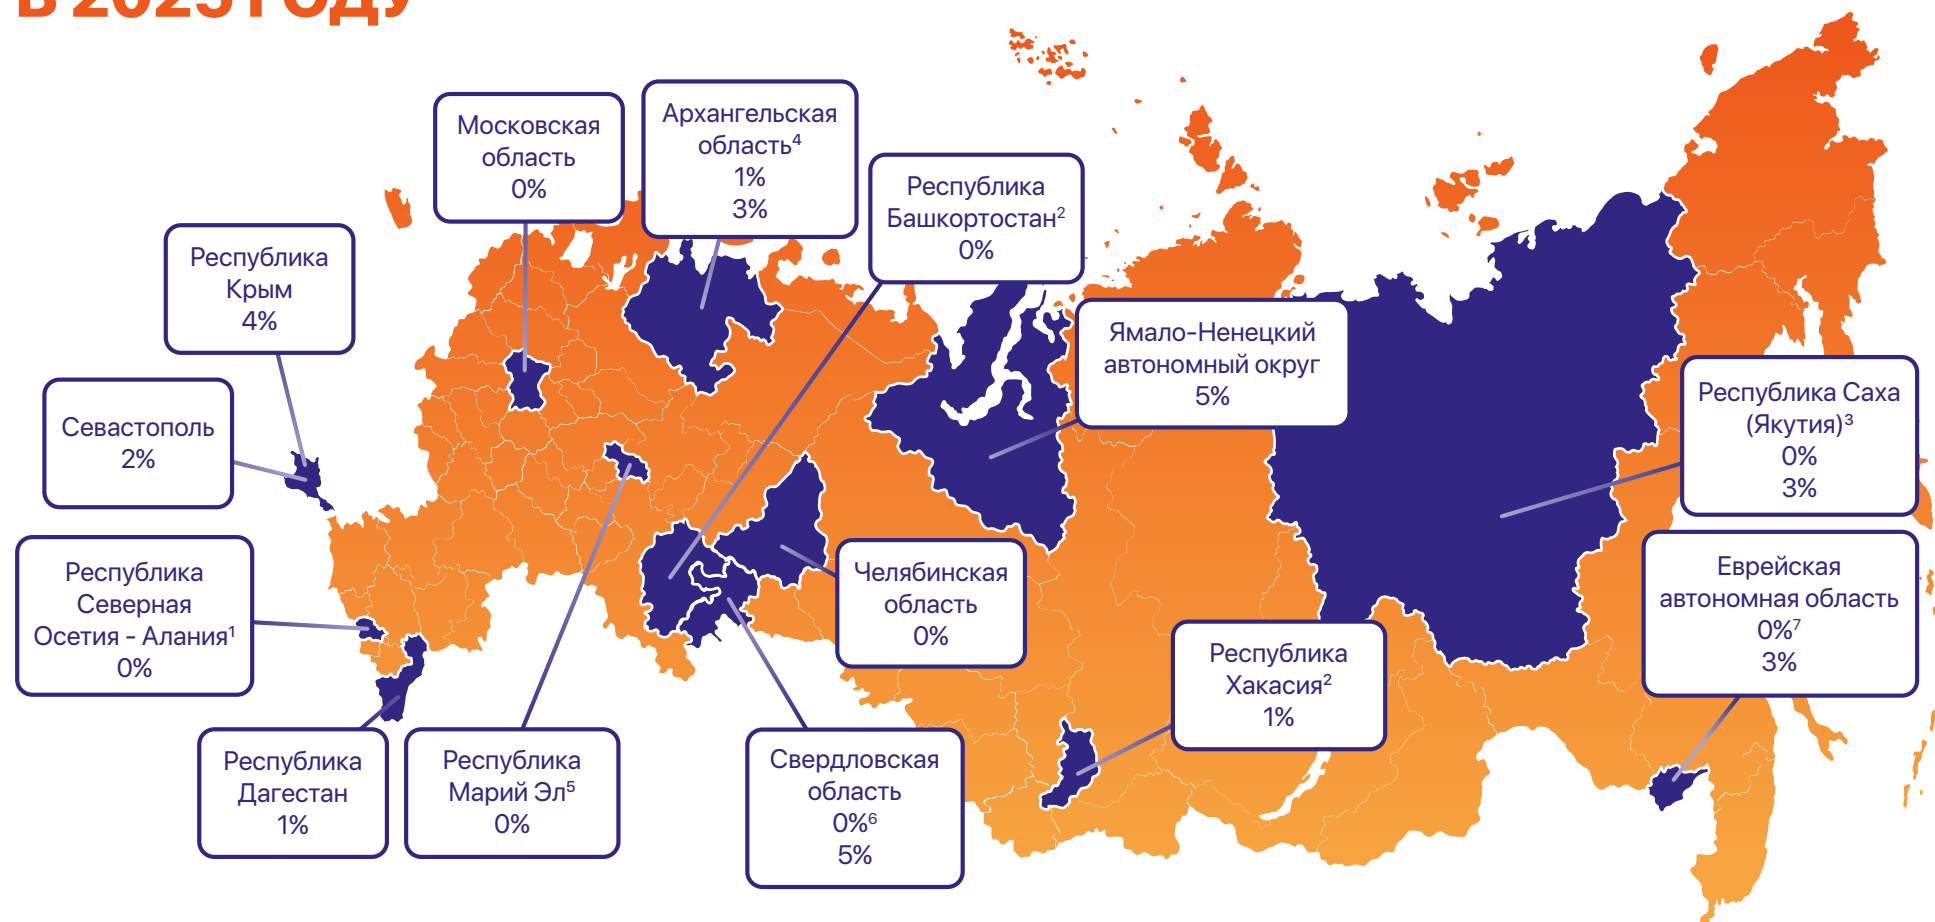 В 2025 ГОДУ
Московская
область
0%
Архангельская
область⁴
1%
3%
Республика
Башкортостан²
0%
Республика
Крым
4%
Ямало-Ненецкий
автономный округ
5%
Севастополь
2%
Республика Саха
(Якутия)³
0%
3%
Республика
Северная
Осетия - Алания¹
0%
Челябинская
область
0%
Еврейская
автономная область
0%⁷
3%
Республика
Хакасия²
1%
Республика
Дагестан
1%
Республика
Марий Эл⁵
0%
Свердловская
область
0%⁶
5%